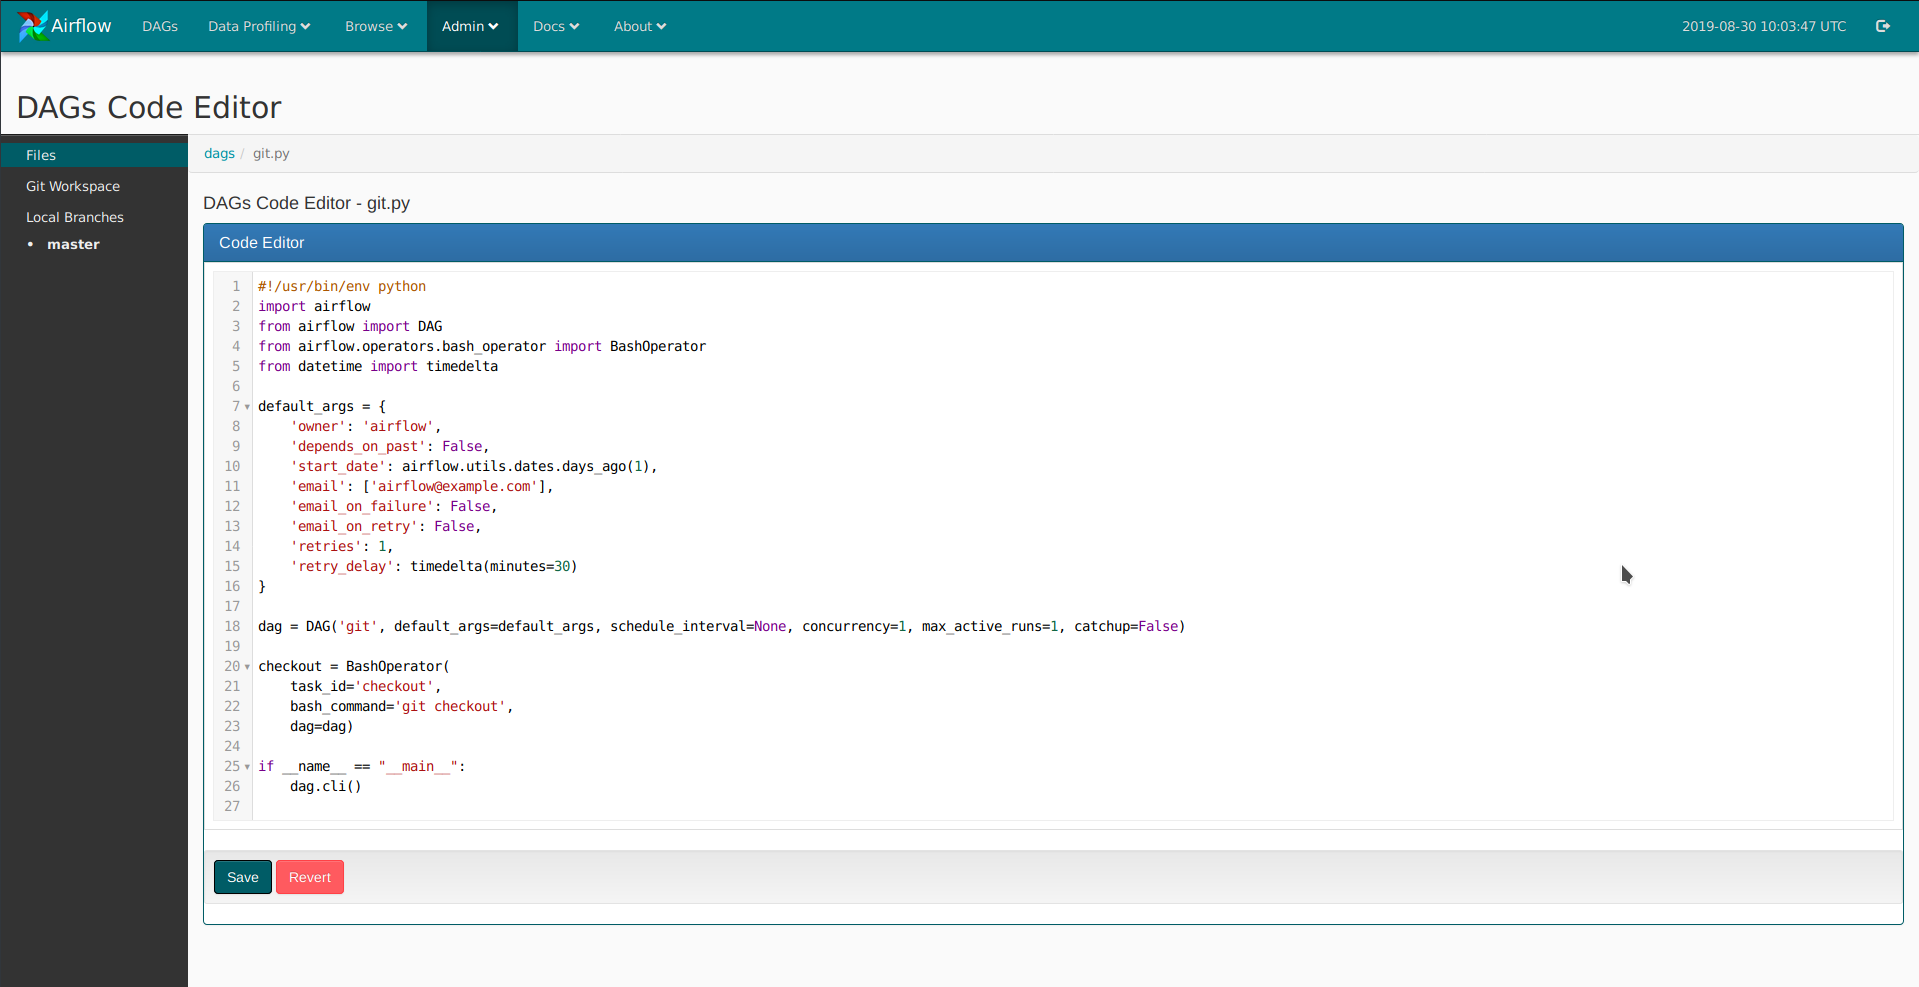 Airflow DAGs Data Profiling Browse Admin Docs About 2019-08-30 10:03:47 UTC
DAGs Code Editor
Files
Git Workspace
Local Branches
• master
dags / git.py
DAGs Code Editor - git.py
Code Editor
1 #!/usr/bin/env python
2 import airflow
3 from airflow import DAG
4 from airflow.operators.bash_operator import BashOperator
5 from datetime import timedelta
6
7 default_args = {
8     'owner': 'airflow',
9     'depends_on_past': False,
10     'start_date': airflow.utils.dates.days_ago(1),
11     'email': ['airflow@example.com'],
12     'email_on_failure': False,
13     'email_on_retry': False,
14     'retries': 1,
15     'retry_delay': timedelta(minutes=30)
16 }
17
18 dag = DAG('git', default_args=default_args, schedule_interval=None, concurrency=1, max_active_runs=1, catchup=False)
19
20 checkout = BashOperator(
21     task_id='checkout',
22     bash_command='git checkout',
23     dag=dag)
24
25 if __name__ == "__main__":
26     dag.cli()
27
Save Revert